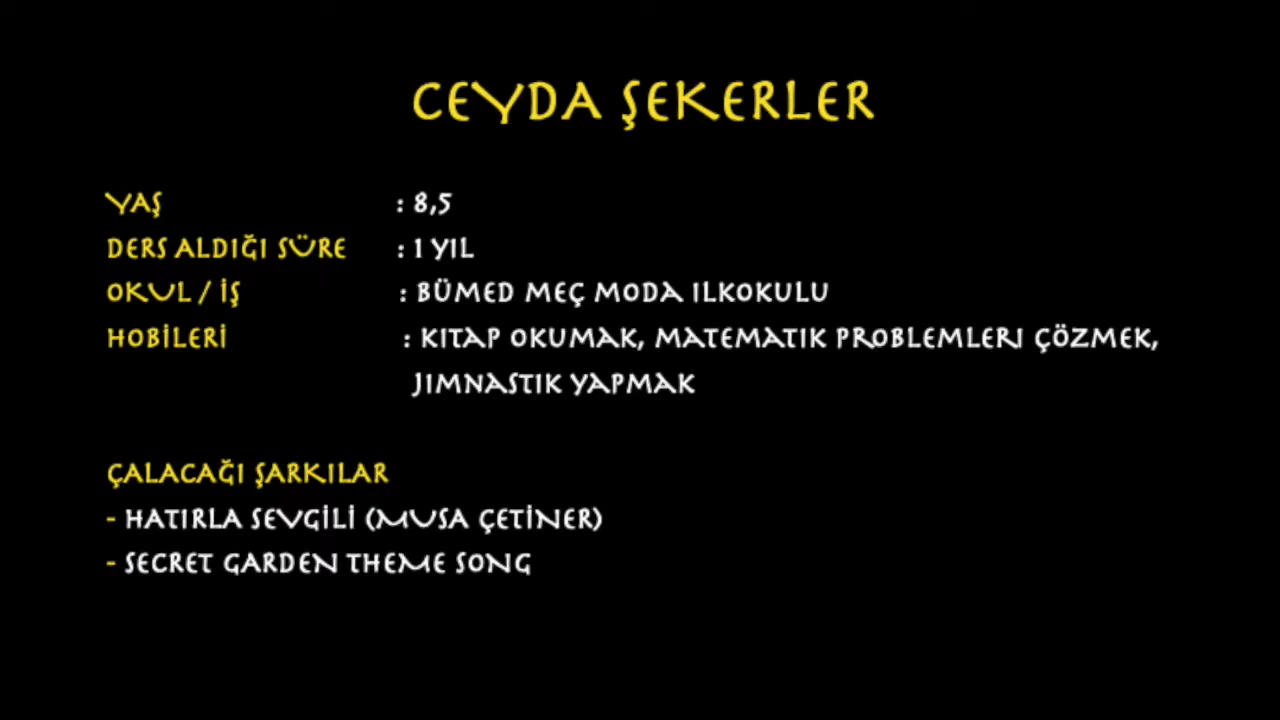 CEYDA ŞEKERLER
YAŞ : 8,5
DERS ALDIĞI SÜRE : 1 YIL
OKUL / İŞ : BÜMED MEÇ MODA ILKOKULU
HOBİLERİ : KITAP OKUMAK, MATEMATIK PROBLEMLERI ÇÖZMEK,
JIMNASTIK YAPMAK
ÇALACAĞI ŞARKILAR
- HATIRLA SEVGİLİ (MUSA ÇETİNER)
- SECRET GARDEN THEME SONG